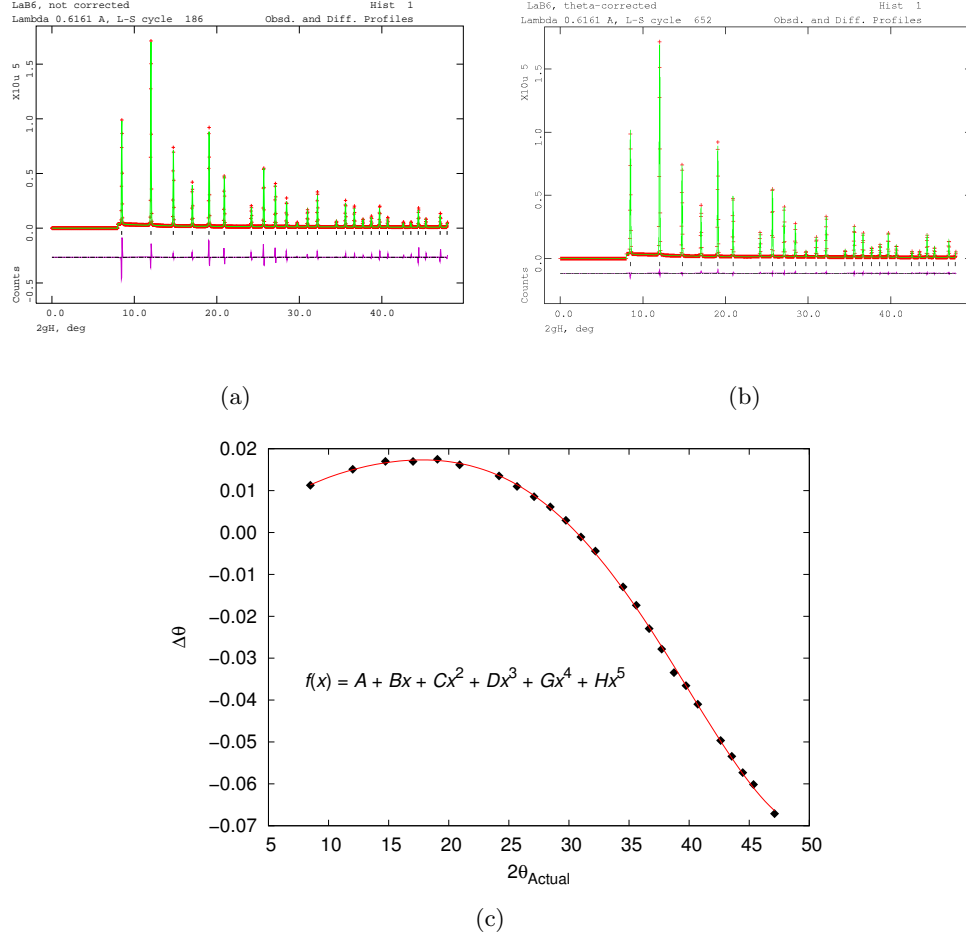 LaB6, not corrected Hist 1
Lambda 0.6161 A, L-S cycle 186 Obsd. and Diff. Profiles
X10u 5
Counts
1.5
1.0
0.5
0.0
-0.5
0.0 10.0 20.0 30.0 40.0
2gH, deg
(a)
LaB6, theta-corrected Hist 1
Lambda 0.6161 A, L-S cycle 652 Obsd. and Diff. Profiles
X10u 5
Counts
1.5
1.0
0.5
0.0
0.0 10.0 20.0 30.0 40.0
2gH, deg
(b)
0.02
0.01
0.00
−0.01
−0.02
−0.03
−0.04
−0.05
−0.06
−0.07
Δθ
f(x) = A + Bx + Cx² + Dx³ + Gx⁴ + Hx⁵
5 10 15 20 25 30 35 40 45 50
2θActual
(c)